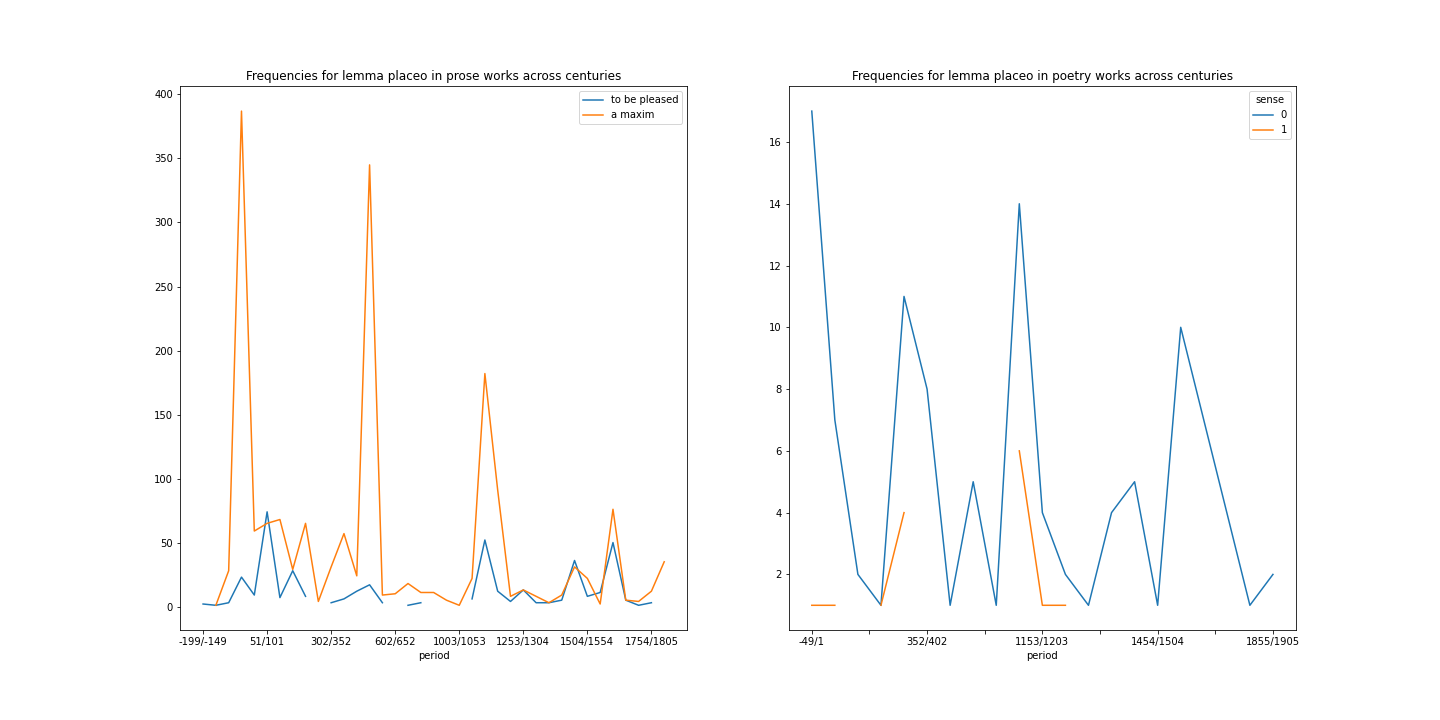 Frequencies for lemma placeo in prose works across centuries
to be pleased
a maxim
400
350
300
250
200
150
100
50
0
-199/-149 51/101 302/352 602/652 1003/1053 1253/1304 1504/1554 1754/1805
period
Frequencies for lemma placeo in poetry works across centuries
sense
0
1
16
14
12
10
8
6
4
2
-49/1 352/402 1153/1203 1454/1504 1855/1905
period